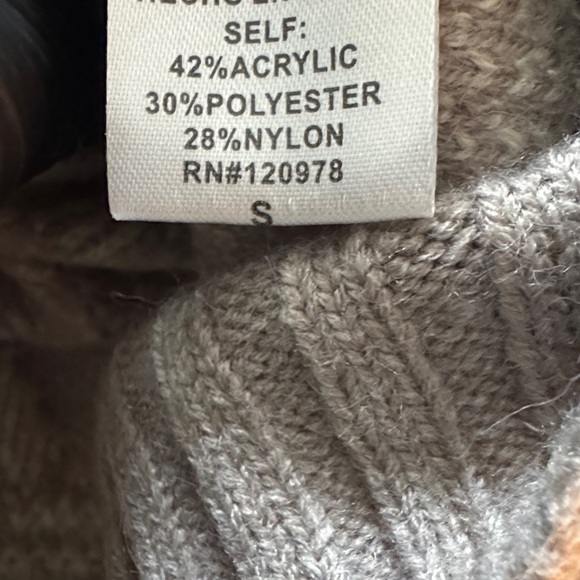 SELF:
42%ACRYLIC
30%POLYESTER
28%NYLON
RN#120978
S